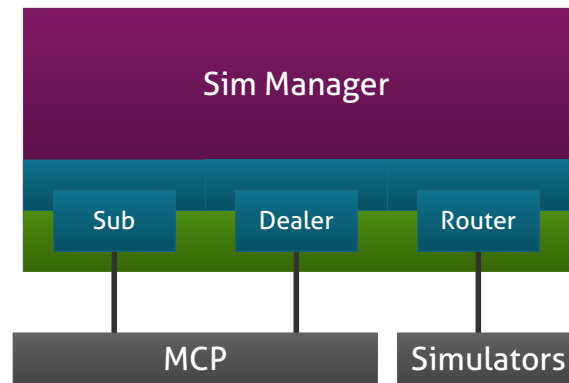 Sim Manager
Sub
Dealer
Router
MCP
Simulators